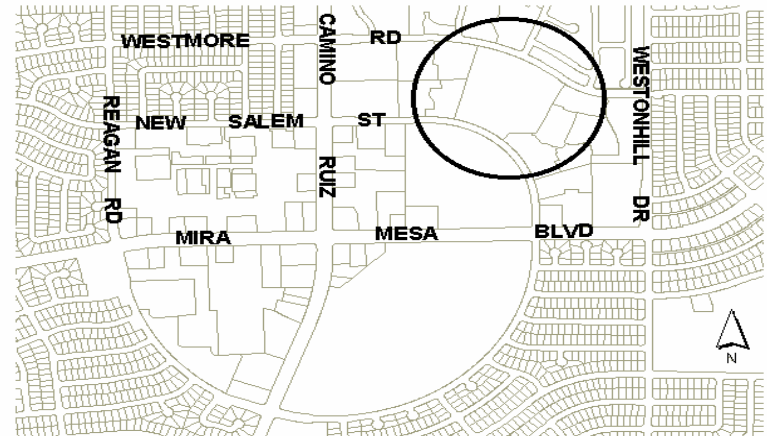 WESTMORE RD
CAMINO RUIZ
WESTONHILL DR
REAGAN RD
NEW SALEM ST
MIRA MESA BLVD
N